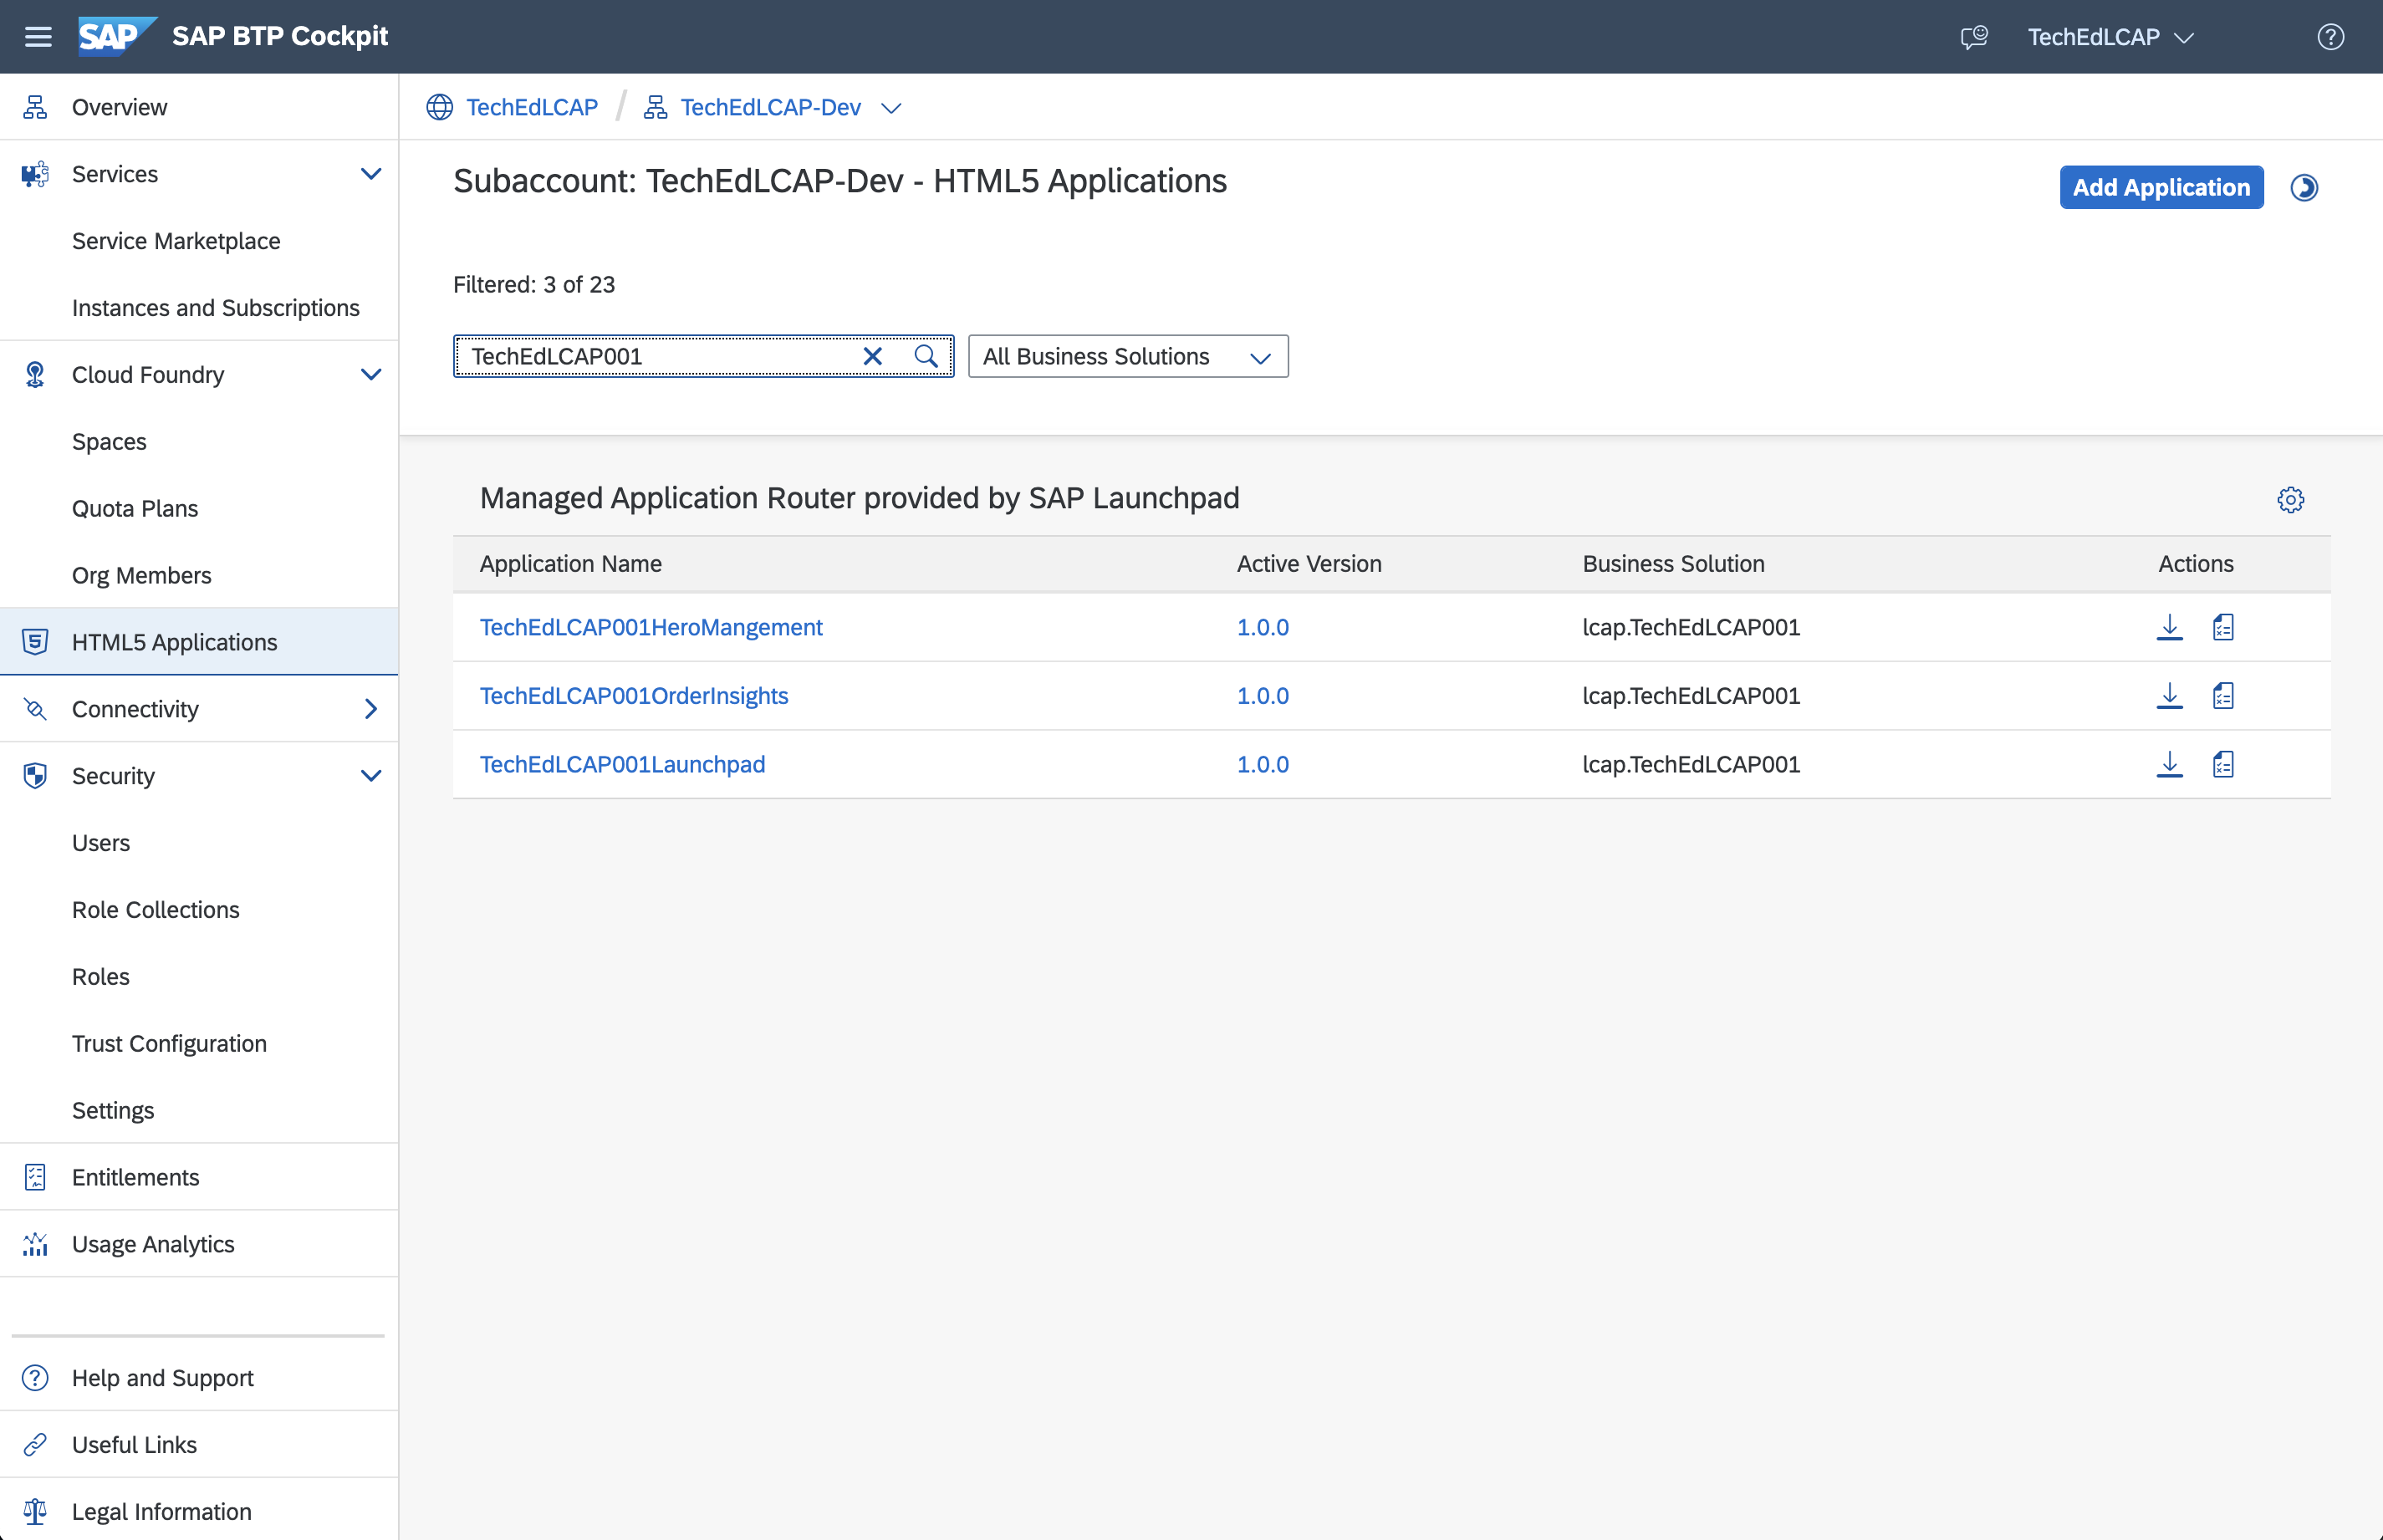 SAP SAP BTP Cockpit
TechEdLCAP
Overview
Services
Service Marketplace
Instances and Subscriptions
Cloud Foundry
Spaces
Quota Plans
Org Members
HTML5 Applications
Connectivity
Security
Users
Role Collections
Roles
Trust Configuration
Settings
Entitlements
Usage Analytics
Help and Support
Useful Links
Legal Information
TechEdLCAP / TechEdLCAP-Dev
Subaccount: TechEdLCAP-Dev - HTML5 Applications
Add Application
Filtered: 3 of 23
TechEdLCAP001
All Business Solutions
Managed Application Router provided by SAP Launchpad
Application Name Active Version Business Solution Actions
TechEdLCAP001HeroMangement 1.0.0 lcap.TechEdLCAP001
TechEdLCAP001OrderInsights 1.0.0 lcap.TechEdLCAP001
TechEdLCAP001Launchpad 1.0.0 lcap.TechEdLCAP001